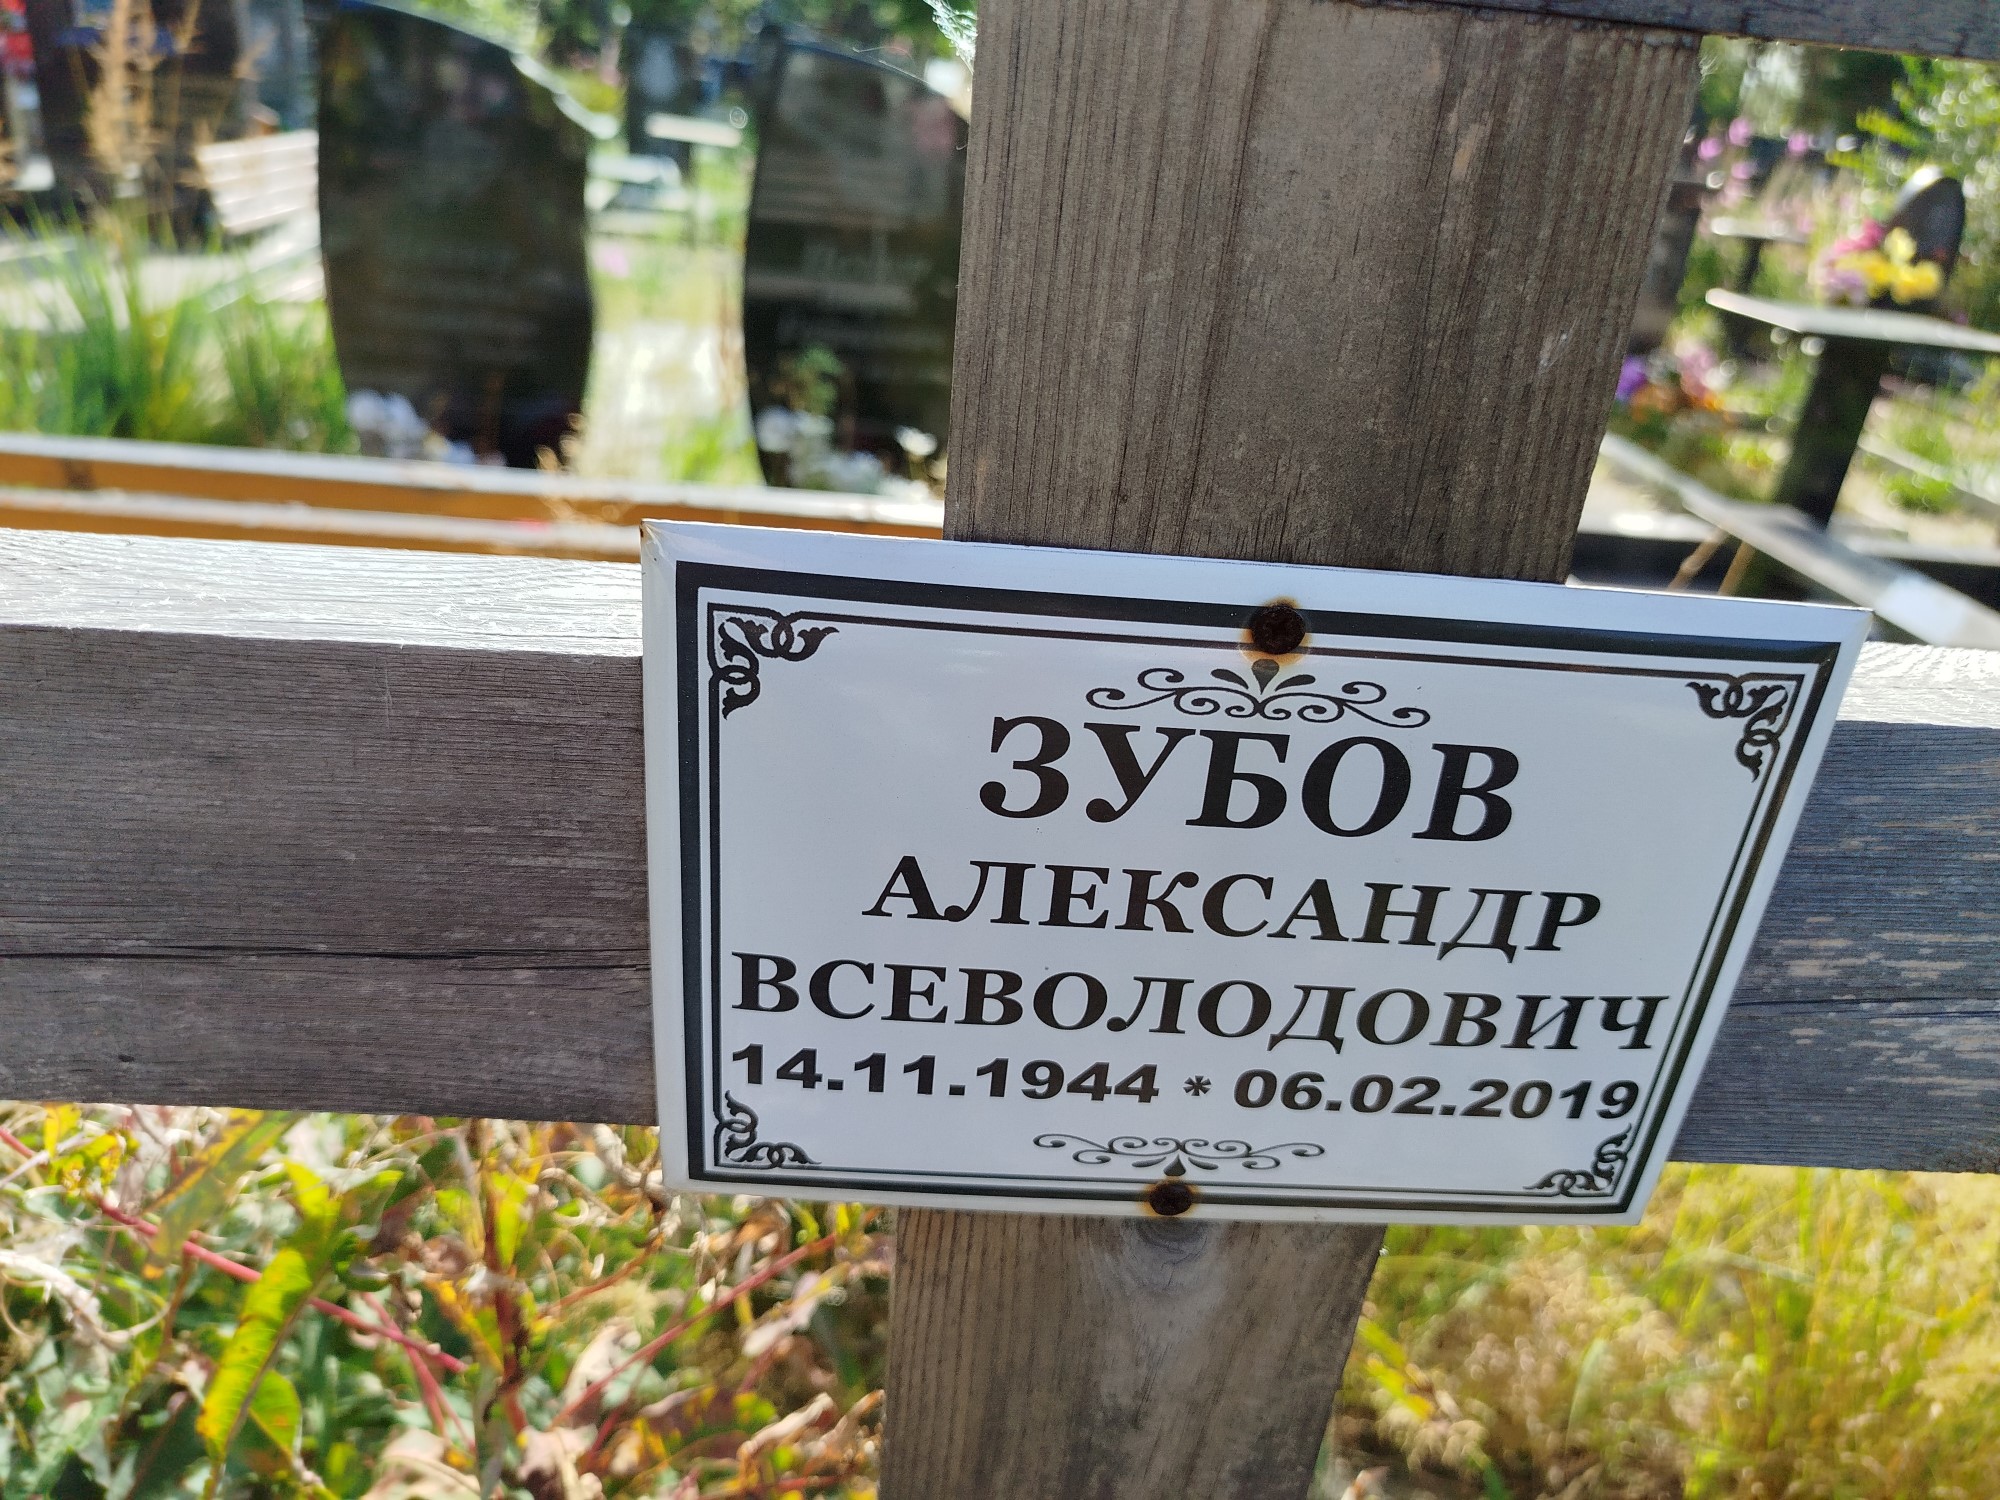 ЗУБОВ
АЛЕКСАНДР
ВСЕВОЛОДОВИЧ
14.11.1944 * 06.02.2019